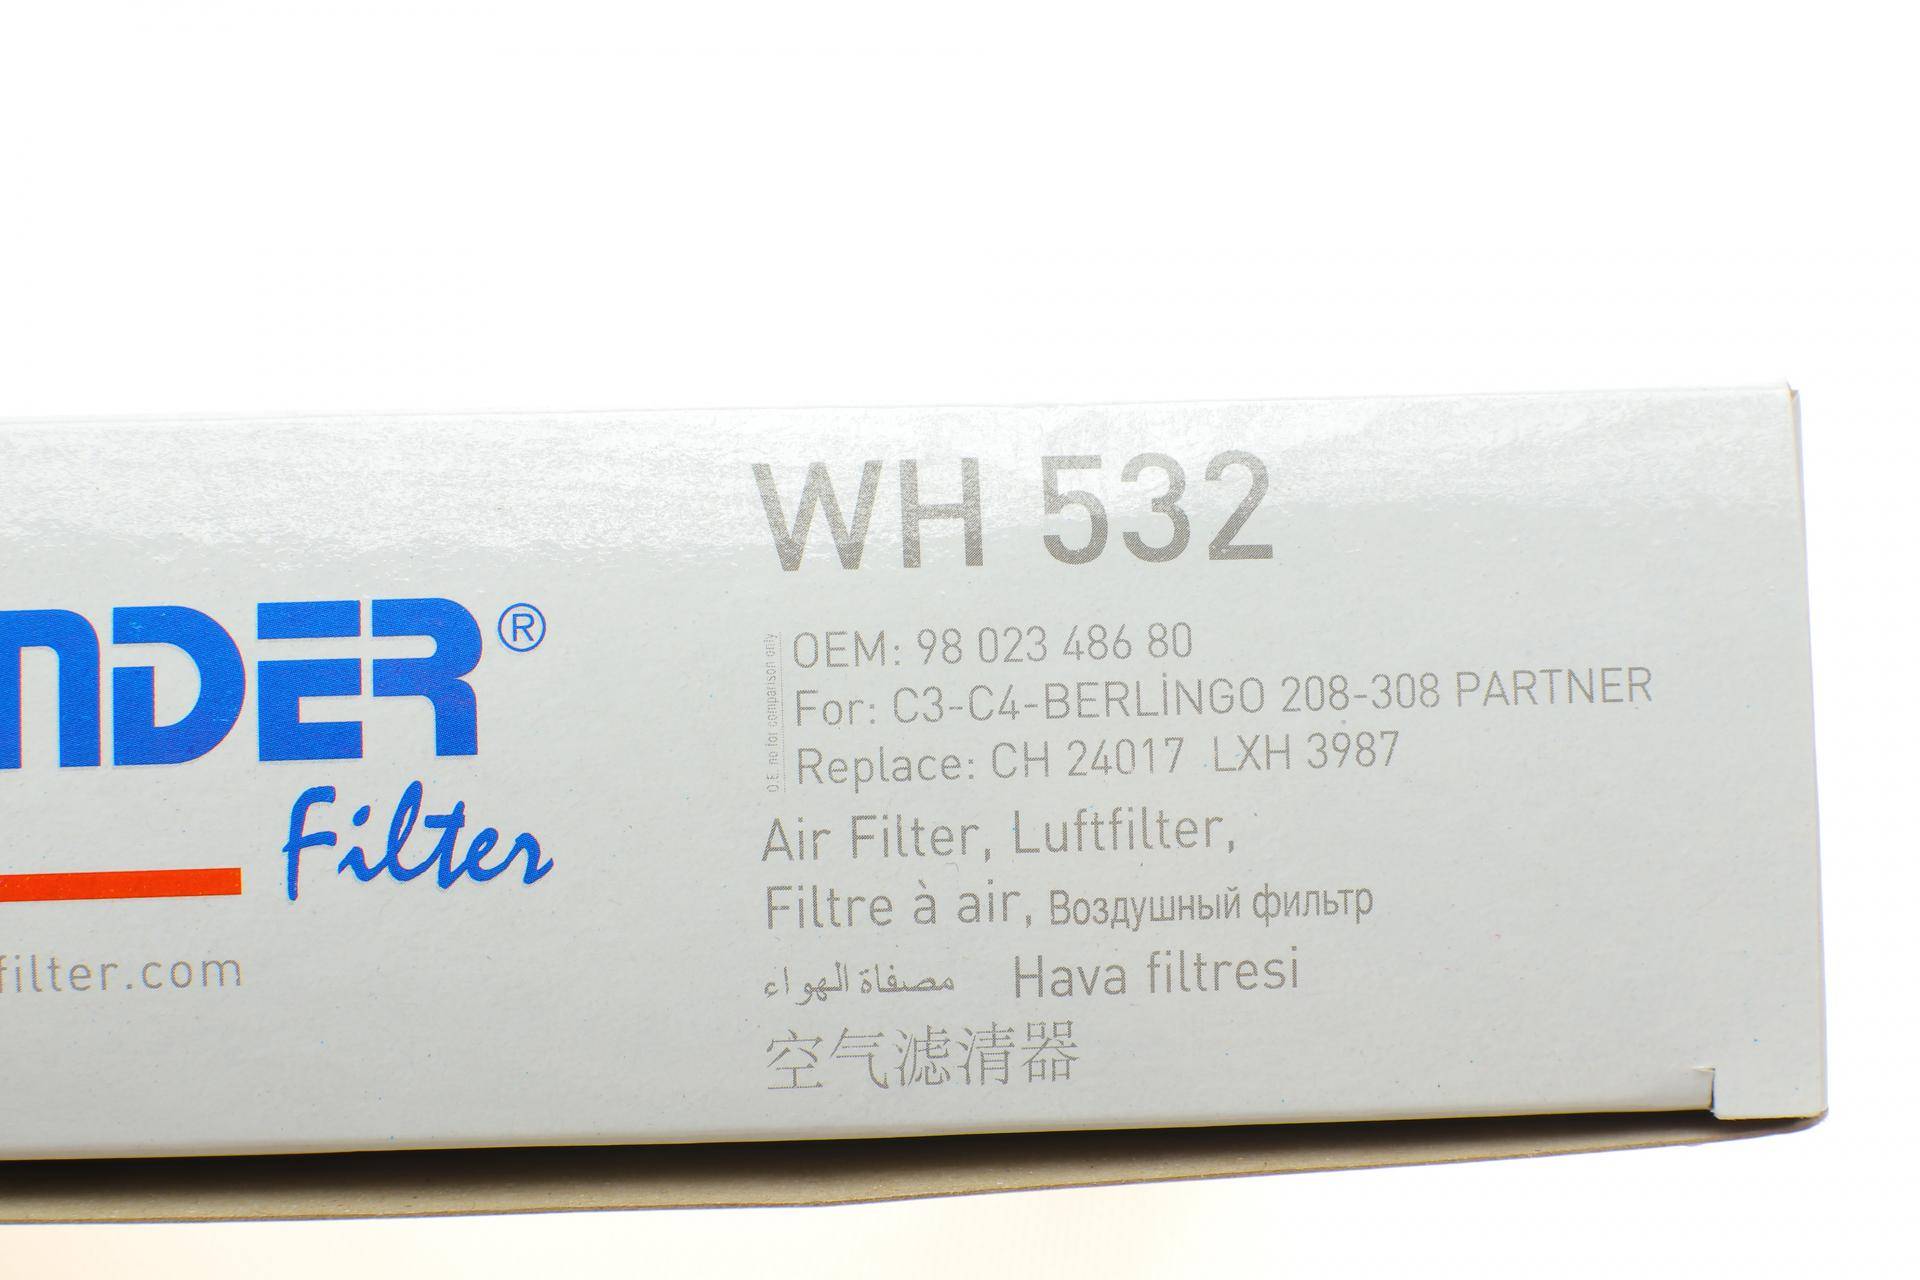 WH 532
NDER®
Filter
filter.com
O.E. no for comparison only
OEM: 98 023 486 80
For: C3-C4-BERLİNGO 208-308 PARTNER
Replace: CH 24017 LXH 3987
Air Filter, Luftfilter,
Filtre à air, Воздушный фильтр
مصفاة الهواء Hava filtresi
空气滤清器